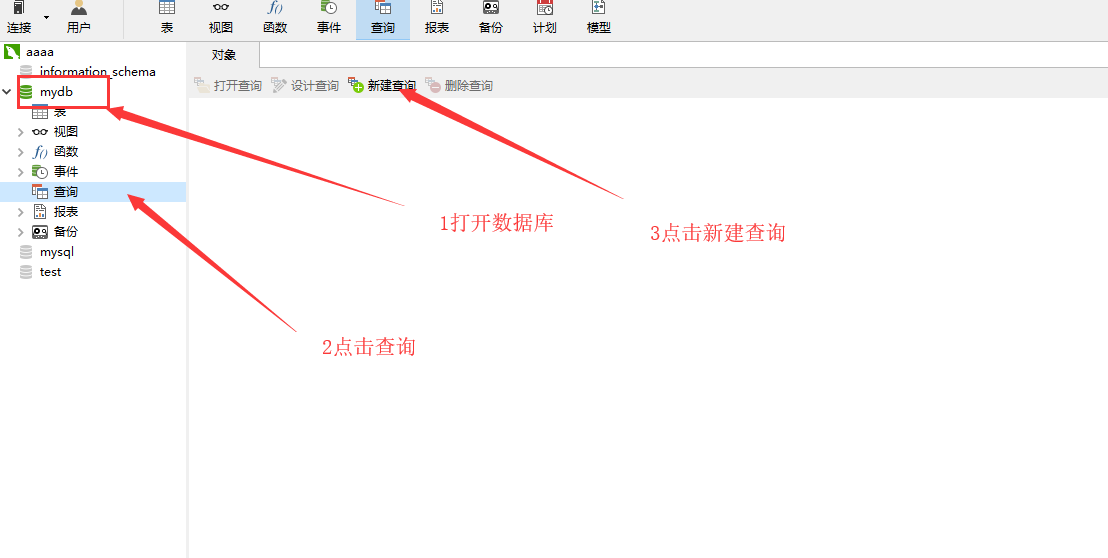 连接 用户 表 视图 函数 事件 查询 报表 备份 计划 模型
aaaa
对象
information_schema
打开查询 设计查询 新建查询 删除查询
mydb
表
视图
函数
事件
查询
报表
备份
mysql
test
1打开数据库
3点击新建查询
2点击查询